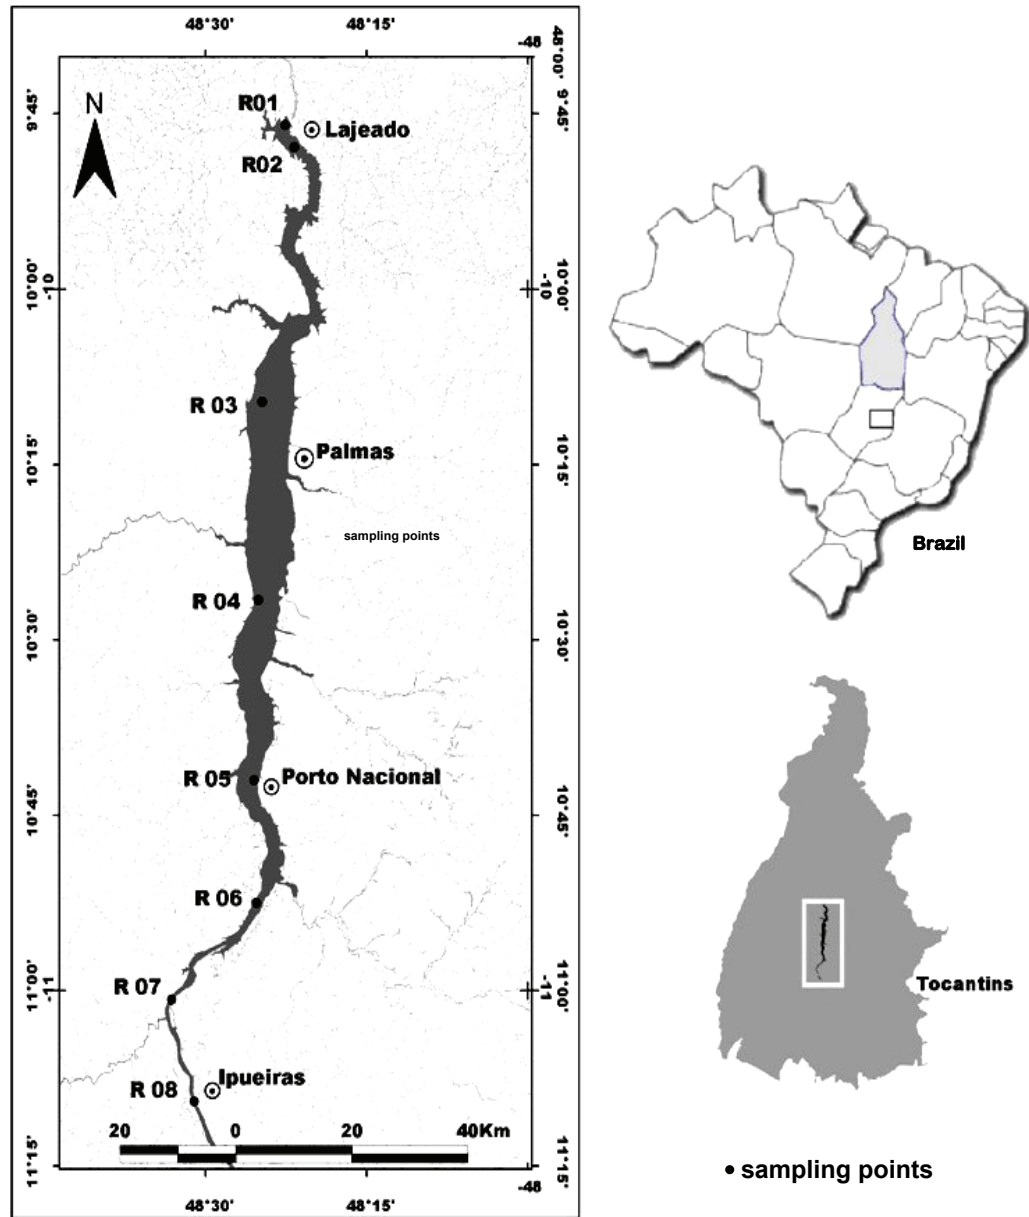 48°30'
48°15'
-48
48°00'
N
9°45'
9°45'
R01
Lajeado
R02
10°00'
-10
-10
10°00'
R 03
Palmas
10°15'
10°15'
sampling points
R 04
10°30'
10°30'
R 05
Porto Nacional
10°45'
10°45'
R 06
11°00'
-11
R 07
-11
11°00'
Ipueiras
R 08
20
0
20
40Km
11°15'
11°15'
48°30'
48°15'
-48
Brazil
Tocantins
• sampling points